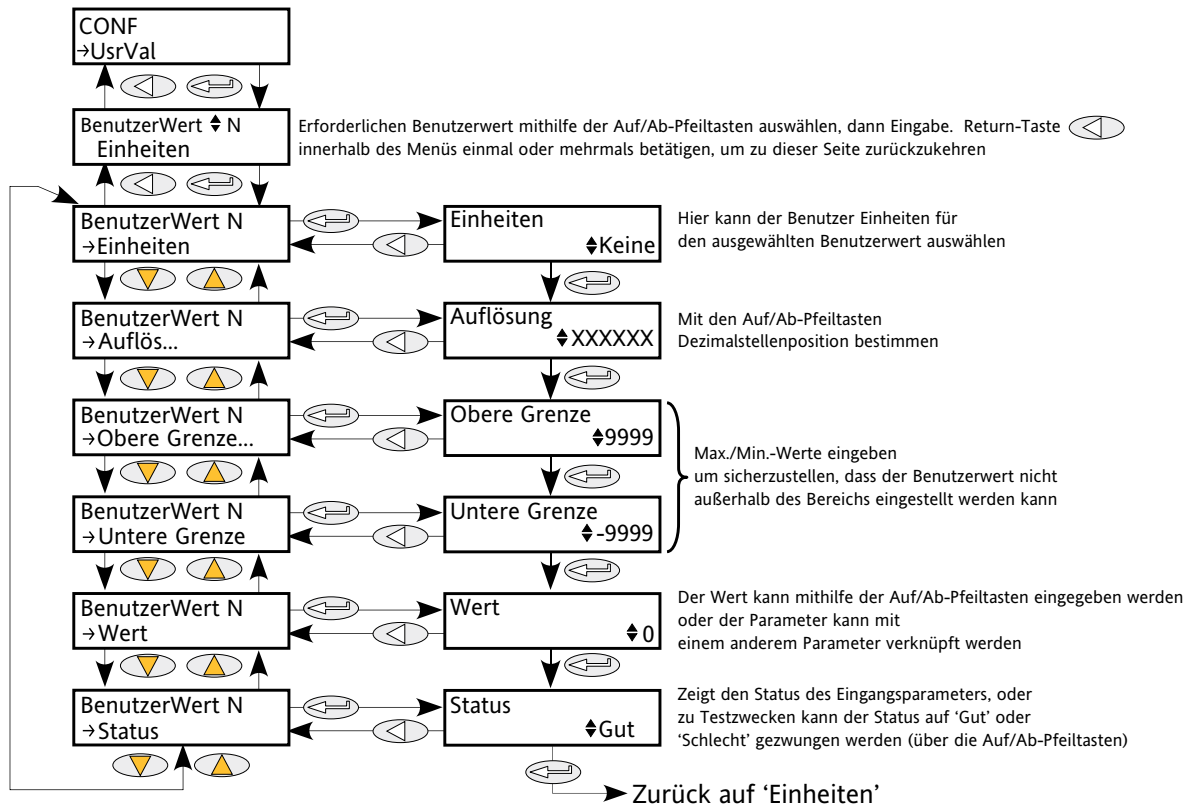 CONF
→UsrVal
BenutzerWert N
Einheiten
Erforderlichen Benutzerwert mithilfe der Auf/Ab-Pfeiltasten auswählen, dann Eingabe. Return-Taste
innerhalb des Menüs einmal oder mehrmals betätigen, um zu dieser Seite zurückzukehren
BenutzerWert N
→Einheiten
Einheiten
Keine
Hier kann der Benutzer Einheiten für
den ausgewählten Benutzerwert auswählen
BenutzerWert N
→Auflös...
Auflösung
XXXXXX
Mit den Auf/Ab-Pfeiltasten
Dezimalstellenposition bestimmen
BenutzerWert N
→Obere Grenze...
Obere Grenze
9999
Max./Min.-Werte eingeben
um sicherzustellen, dass der Benutzerwert nicht
außerhalb des Bereichs eingestellt werden kann
BenutzerWert N
→Untere Grenze
Untere Grenze
-9999
BenutzerWert N
→Wert
Wert
0
Der Wert kann mithilfe der Auf/Ab-Pfeiltasten eingegeben werden
oder der Parameter kann mit
einem anderem Parameter verknüpft werden
BenutzerWert N
→Status
Status
Gut
Zeigt den Status des Eingangsparameters, oder
zu Testzwecken kann der Status auf ‘Gut’ oder
‘Schlecht’ gezwungen werden (über die Auf/Ab-Pfeiltasten)
Zurück auf ‘Einheiten’